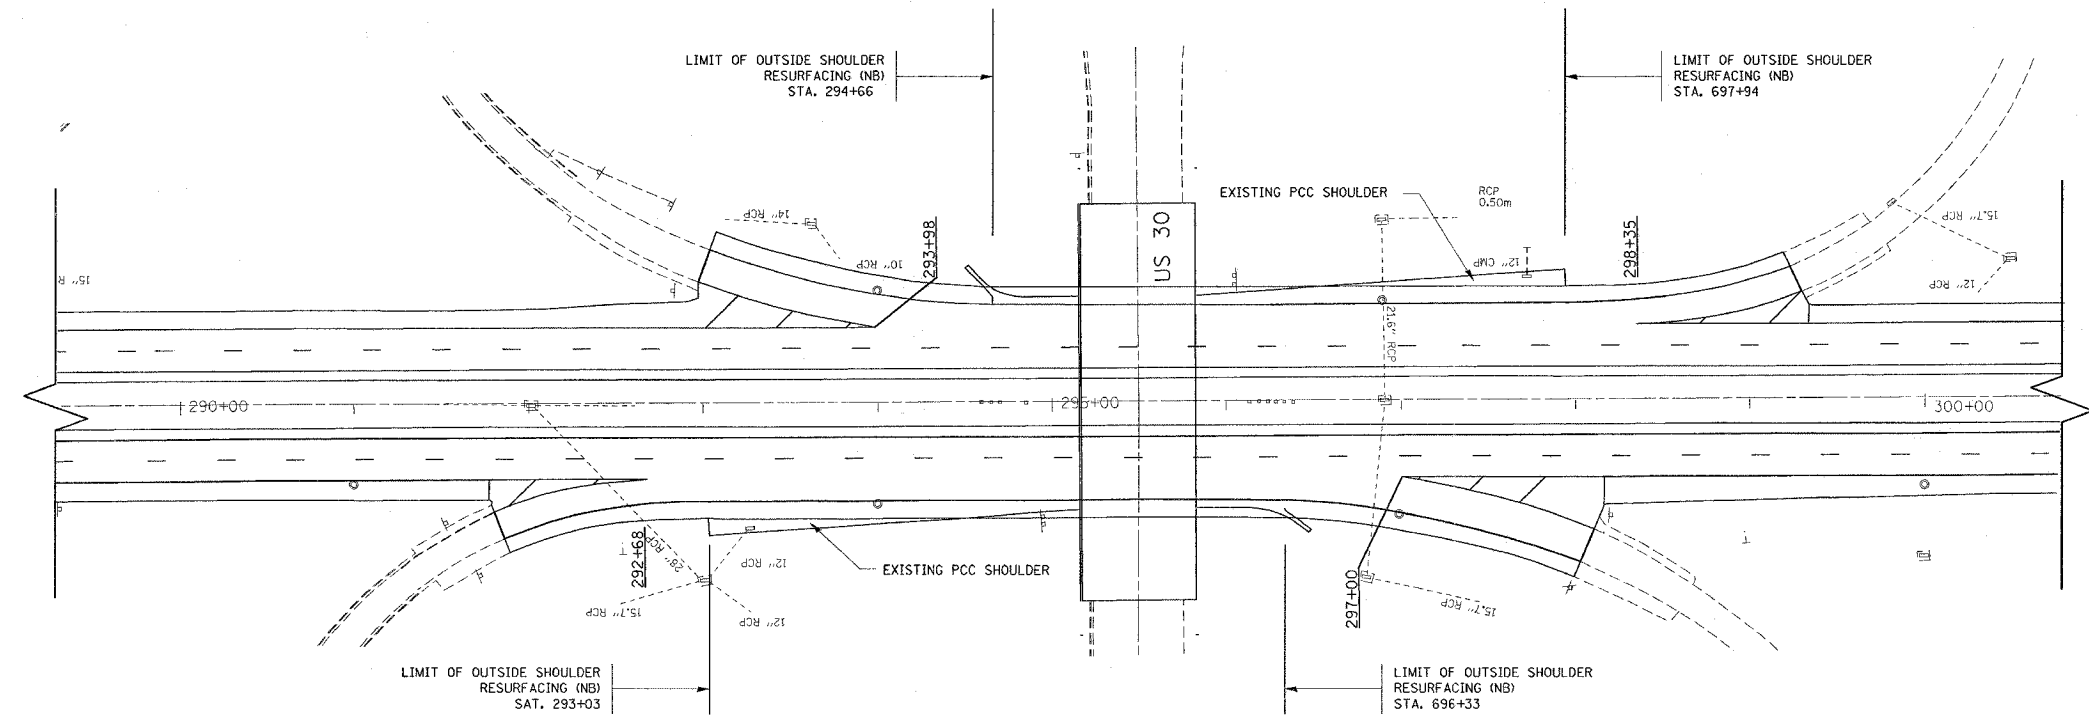 LIMIT OF OUTSIDE SHOULDER
RESURFACING (NB)
STA. 294+66
LIMIT OF OUTSIDE SHOULDER
RESURFACING (NB)
STA. 697+94
EXISTING PCC SHOULDER
RCP
0.50m
14" RCP
10" RCP
293+98
US 30
12" CMP
298+35
15.7" RCP
12" RCP
15" R
21.6" RCP
290+00
295+00
300+00
292+68
28" RCP
12" RCP
EXISTING PCC SHOULDER
15.7" RCP
12" RCP
297+00
15.7" RCP
LIMIT OF OUTSIDE SHOULDER
RESURFACING (NB)
SAT. 293+03
LIMIT OF OUTSIDE SHOULDER
RESURFACING (NB)
STA. 696+33